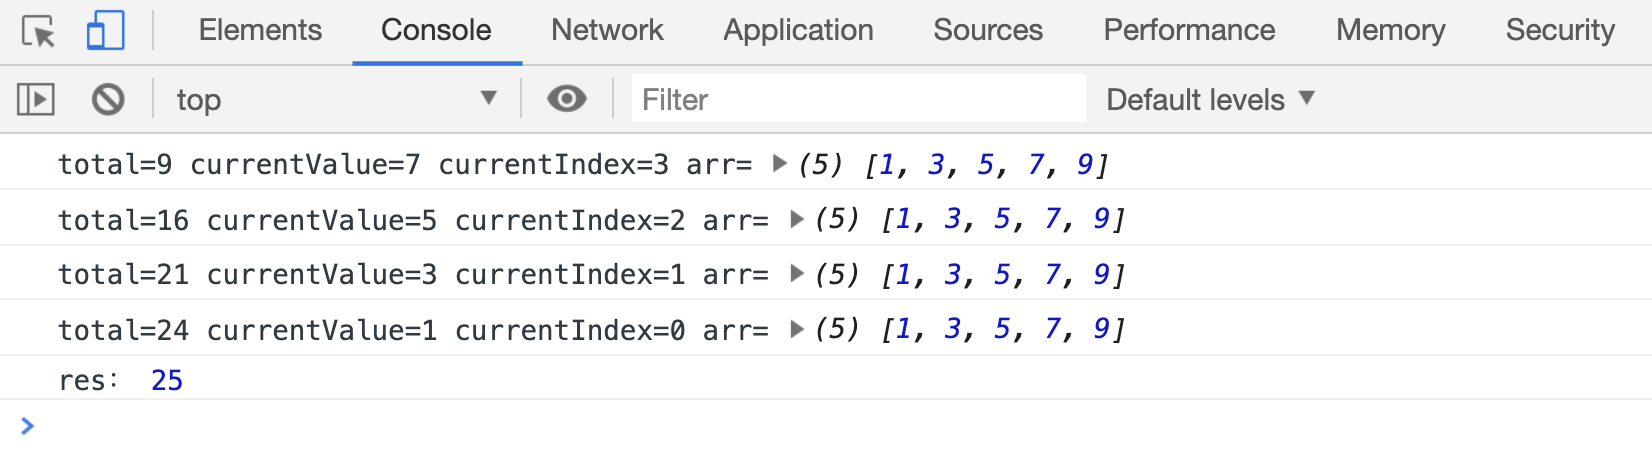 Elements Console Network Application Sources Performance Memory Security
top Filter Default levels
total=9 currentValue=7 currentIndex=3 arr= (5) [1, 3, 5, 7, 9]
total=16 currentValue=5 currentIndex=2 arr= (5) [1, 3, 5, 7, 9]
total=21 currentValue=3 currentIndex=1 arr= (5) [1, 3, 5, 7, 9]
total=24 currentValue=1 currentIndex=0 arr= (5) [1, 3, 5, 7, 9]
res： 25